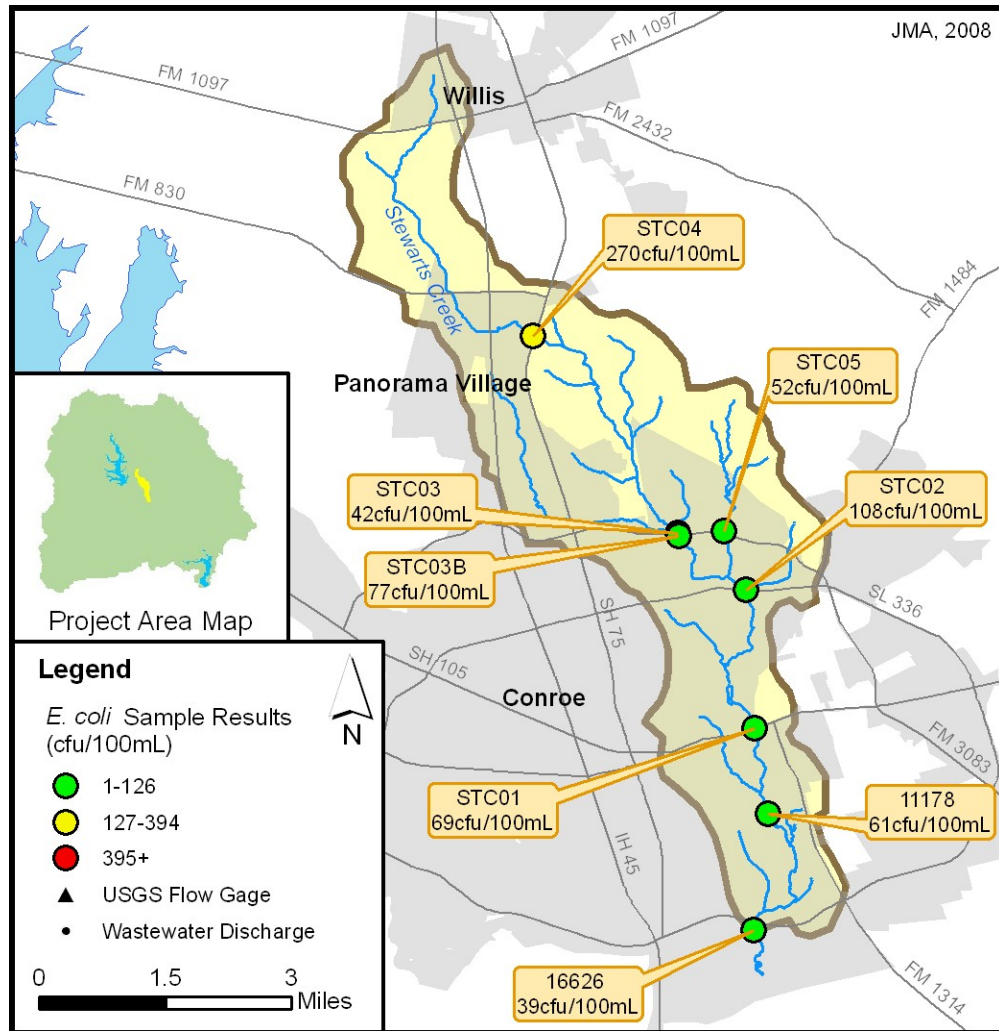 JMA, 2008
FM 1097
FM 1097
Willis
FM 2432
FM 830
Stewarts Creek
STC04
270cfu/100mL
FM 1484
Panorama Village
STC05
52cfu/100mL
STC03
42cfu/100mL
STC02
108cfu/100mL
STC03B
77cfu/100mL
SL 336
SH 75
Project Area Map
SH 105
Conroe
FM 3083
STC01
69cfu/100mL
11178
61cfu/100mL
IH 45
16626
39cfu/100mL
FM 1314
Legend
N
E. coli Sample Results
(cfu/100mL)
1-126
127-394
395+
USGS Flow Gage
Wastewater Discharge
0 1.5 3
Miles